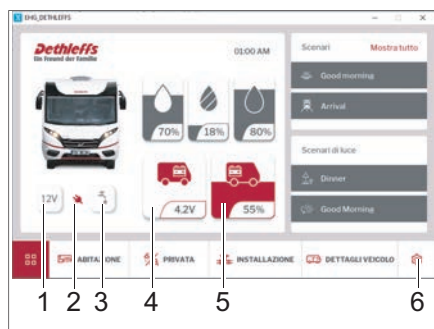 EHG_DETHLEFFS
Dethleffs
Ein Freund der Familie
01:00 AM
70%
18%
80%
12V
4.2V
55%
Scenari
Mostra tutto
Good morning
Arrival
Scenari di luce
Dinner
Good Morning
ABITAZIONE
PRIVATA
INSTALLAZIONE
DETTAGLI VEICOLO
1 2 3 4 5 6